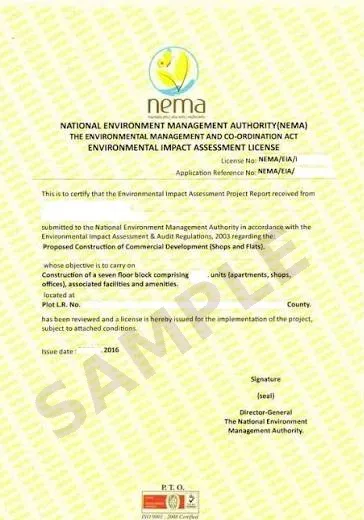 nema
NATIONAL ENVIRONMENT MANAGEMENT AUTHORITY(NEMA)
THE ENVIRONMENTAL MANAGEMENT AND CO-ORDINATION ACT
ENVIRONMENTAL IMPACT ASSESSMENT LICENSE
License No: NEMA/EIA/
Application Reference No: NEMA/EIA/
This is to certify that the Environmental Impact Assessment Project Report received from
submitted to the National Environment Management Authority in accordance with the
Environmental Impact Assessment & Audit Regulations, 2003 regarding the:
Proposed Construction of Commercial Development (Shops and Flats).
whose objective is to carry on
Construction of a seven floor block comprising . units (apartments, shops,
offices), associated facilities and amenities.
located at
Plot L.R. No. County.
has been reviewed and a license is hereby issued for the implementation of the project,
subject to attached conditions.
Issue date : , 2016
SAMPLE
Signature
(seal)
Director-General
The National Environment
Management Authority.
P. T. O.
ISO 9001 : 2008 Certified